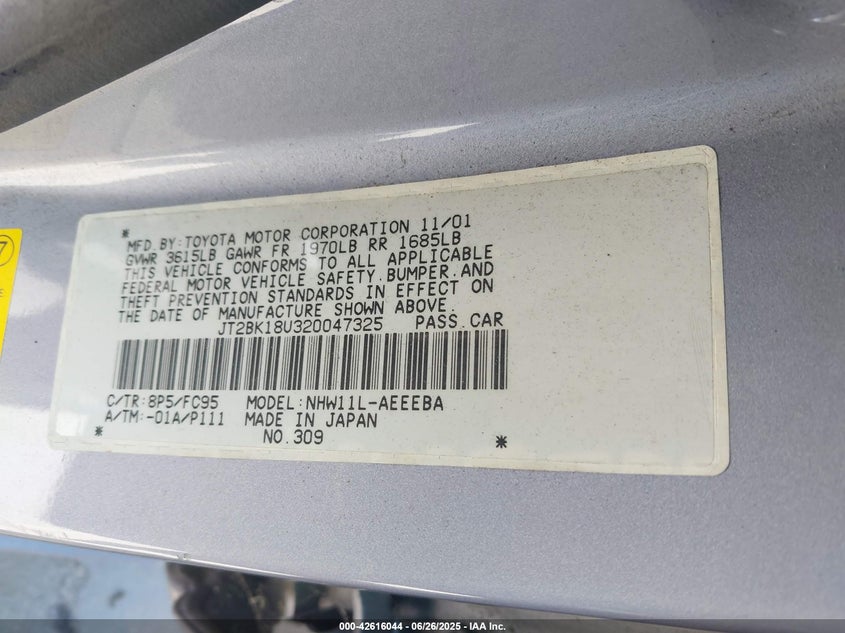 7
*
MFD.BY:TOYOTA MOTOR CORPORATION 11/01
GVWR 3615LB GAWR FR 1970LB RR 1685LB
THIS VEHICLE CONFORMS TO ALL APPLICABLE
FEDERAL MOTOR VEHICLE SAFETY.BUMPER.AND
THEFT PREVENTION STANDARDS IN EFFECT ON
THE DATE OF MANUFACTURE SHOWN ABOVE.
JT2BK18U320047325 PASS.CAR
C/TR:8P5/FC95 MODEL:NHW11L-AEEEBA
A/TM:-01A/P111 MADE IN JAPAN
* NO.309 *
000-42616044 - 06/26/2025 - IAA Inc.